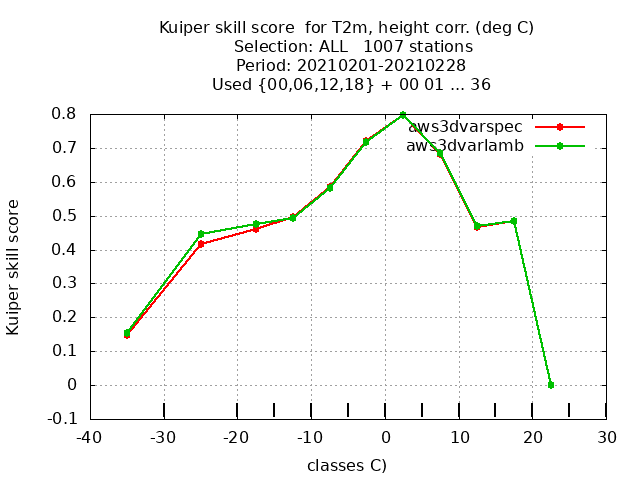 Kuiper skill score  for T2m, height corr. (deg C)
Selection: ALL   1007 stations
Period: 20210201-20210228
Used {00,06,12,18} + 00 01 ... 36
aws3dvarspec
aws3dvarlamb
Kuiper skill score
0.8
0.7
0.6
0.5
0.4
0.3
0.2
0.1
0
-0.1
-40 -30 -20 -10 0 10 20 30
classes C)